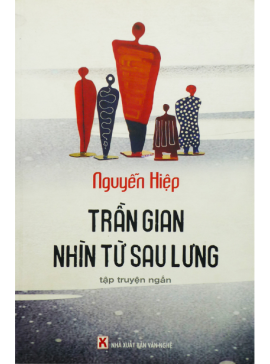 Nguyễn Hiệp
TRẦN GIAN
NHÌN TỪ SAU LƯNG
tập truyện ngắn
NHÀ XUẤT BẢN VĂN NGHỆ